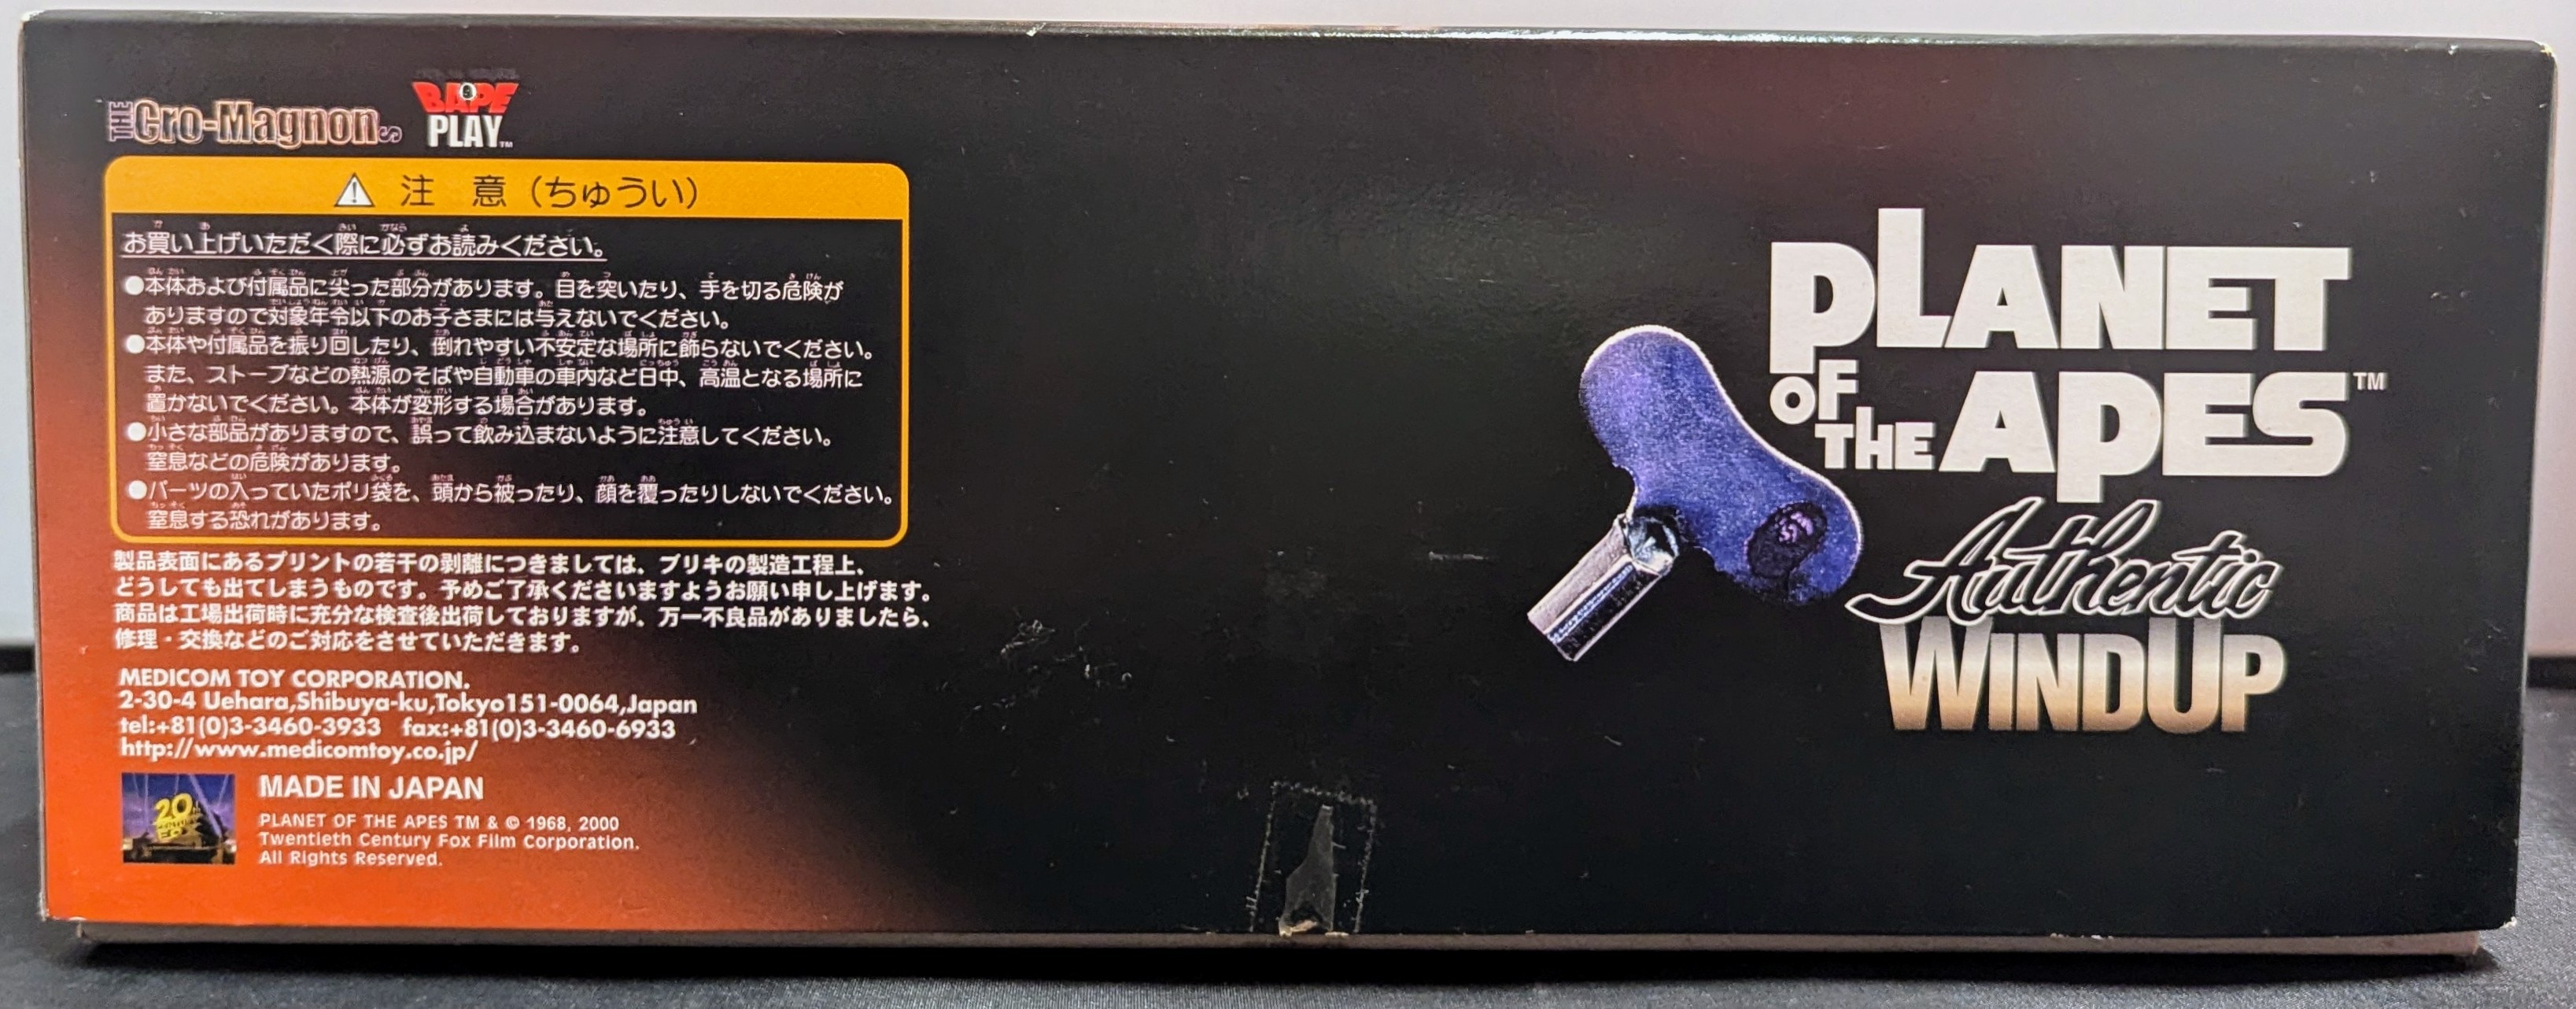 THE Cro-Magnons
BAPE
PLAY™
注 意（ちゅうい）
お買い上げいただく際に必ずお読みください。
●本体および付属品に尖った部分があります。目を突いたり、手を切る危険が
ありますので対象年令以下のお子さまには与えないでください。
●本体や付属品を振り回したり、倒れやすい不安定な場所に飾らないでください。
また、ストーブなどの熱源のそばや自動車の車内など日中、高温となる場所に
置かないでください。本体が変形する場合があります。
●小さな部品がありますので、誤って飲み込まないように注意してください。
窒息などの危険があります。
●パーツの入っていたポリ袋を、頭から被ったり、顔を覆ったりしないでください。
窒息する恐れがあります。
製品表面にあるプリントの若干の剥離につきましては、ブリキの製造工程上、
どうしても出てしまうものです。予めご了承くださいますようお願い申し上げます。
商品は工場出荷時に充分な検査後出荷しておりますが、万一不良品がありましたら、
修理・交換などのご対応をさせていただきます。
MEDICOM TOY CORPORATION.
2-30-4 Uehara,Shibuya-ku,Tokyo151-0064,Japan
tel:+81(0)3-3460-3933 fax:+81(0)3-3460-6933
http://www.medicomtoy.co.jp/
20th
CENTURY
FOX
MADE IN JAPAN
PLANET OF THE APES TM & © 1968, 2000
Twentieth Century Fox Film Corporation.
All Rights Reserved.
PLANET
OF
THE APES™
Authentic
WINDUP